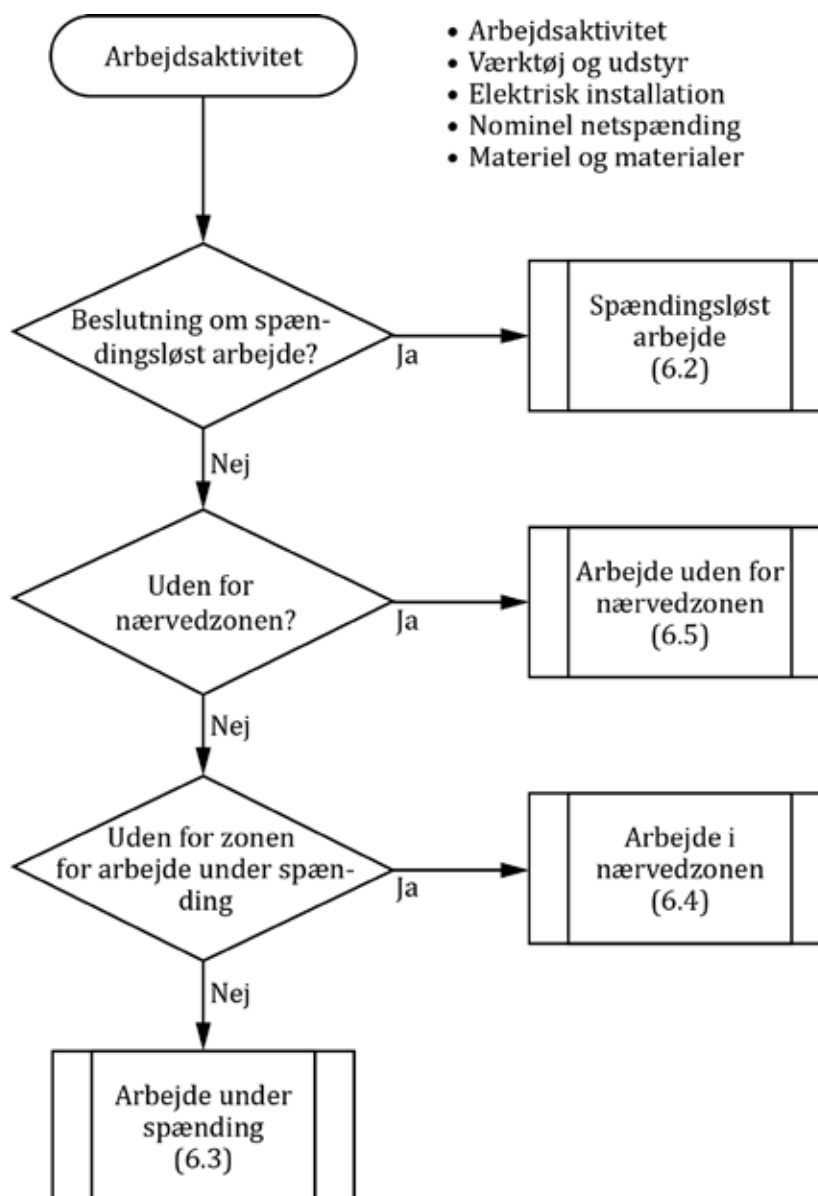 Arbejdsaktivitet
• Arbejdsaktivitet
• Værktøj og udstyr
• Elektrisk installation
• Nominel netspænding
• Materiel og materialer
Beslutning om spæn-
dingsløst arbejde?
Ja
Spændingsløst
arbejde
(6.2)
Nej
Uden for
nærvedzonen?
Ja
Arbejde uden for
nærvedzonen
(6.5)
Nej
Uden for zonen
for arbejde under spæn-
ding
Ja
Arbejde i
nærvedzonen
(6.4)
Nej
Arbejde under
spænding
(6.3)